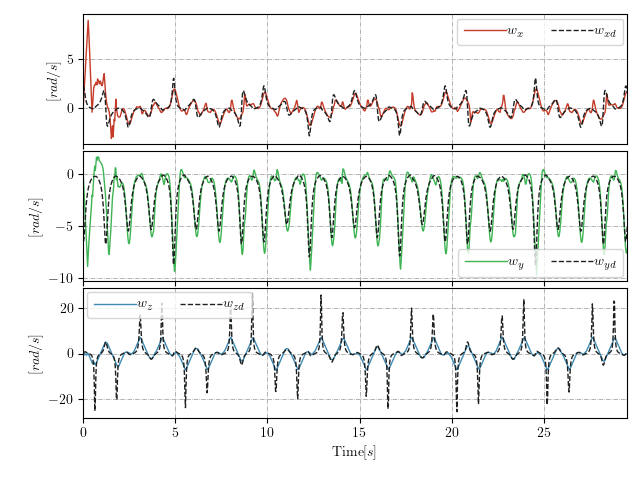 w_x w_xd
[rad/s]
5
0
w_y w_yd
[rad/s]
0
−5
−10
w_z w_zd
[rad/s]
20
0
−20
0 5 10 15 20 25
Time[s]